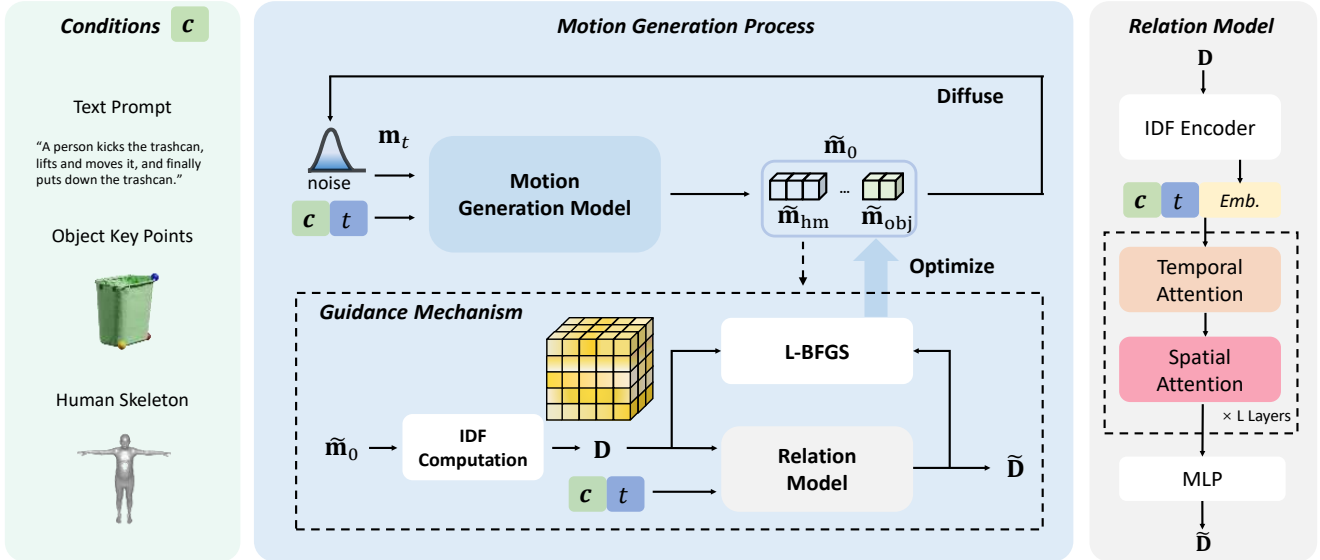 Conditions c
Text Prompt
“A person kicks the trashcan,
lifts and moves it, and finally
puts down the trashcan.”
Object Key Points
Human Skeleton
Motion Generation Process
Diffuse
noise
m_t
c t
Motion
Generation Model
m̃_0
...
m̃_hm
m̃_obj
Optimize
Guidance Mechanism
L-BFGS
m̃_0
IDF
Computation
D
c t
Relation
Model
D̃
Relation Model
D
IDF Encoder
c t Emb.
Temporal
Attention
Spatial
Attention
× L Layers
MLP
D̃